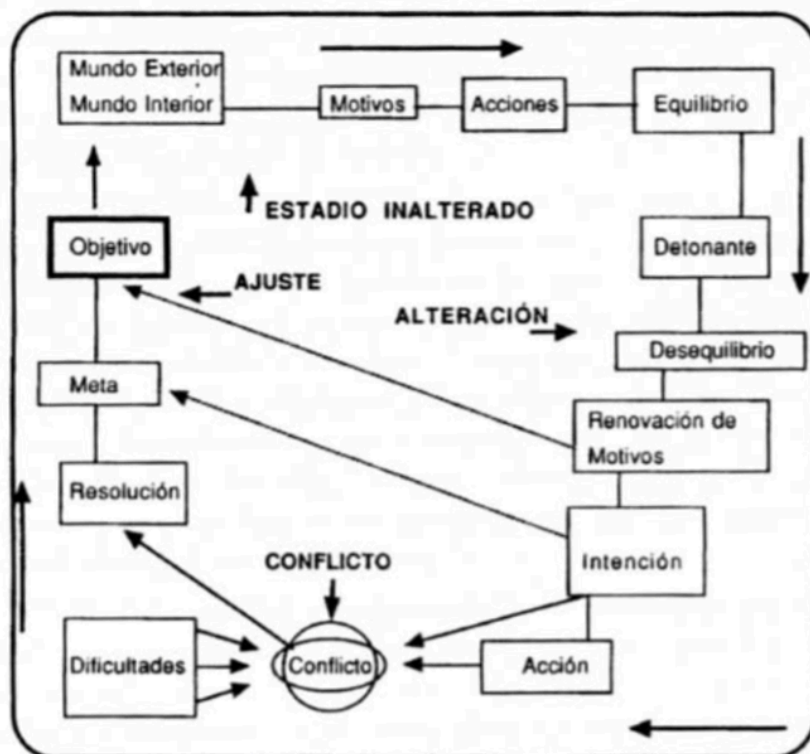 Mundo Exterior
Mundo Interior
Motivos
Acciones
Equilibrio
ESTADIO INALTERADO
Objetivo
Detonante
AJUSTE
ALTERACIÓN
Desequilibrio
Meta
Renovación de
Motivos
Resolución
CONFLICTO
Intención
Dificultades
Conflicto
Acción